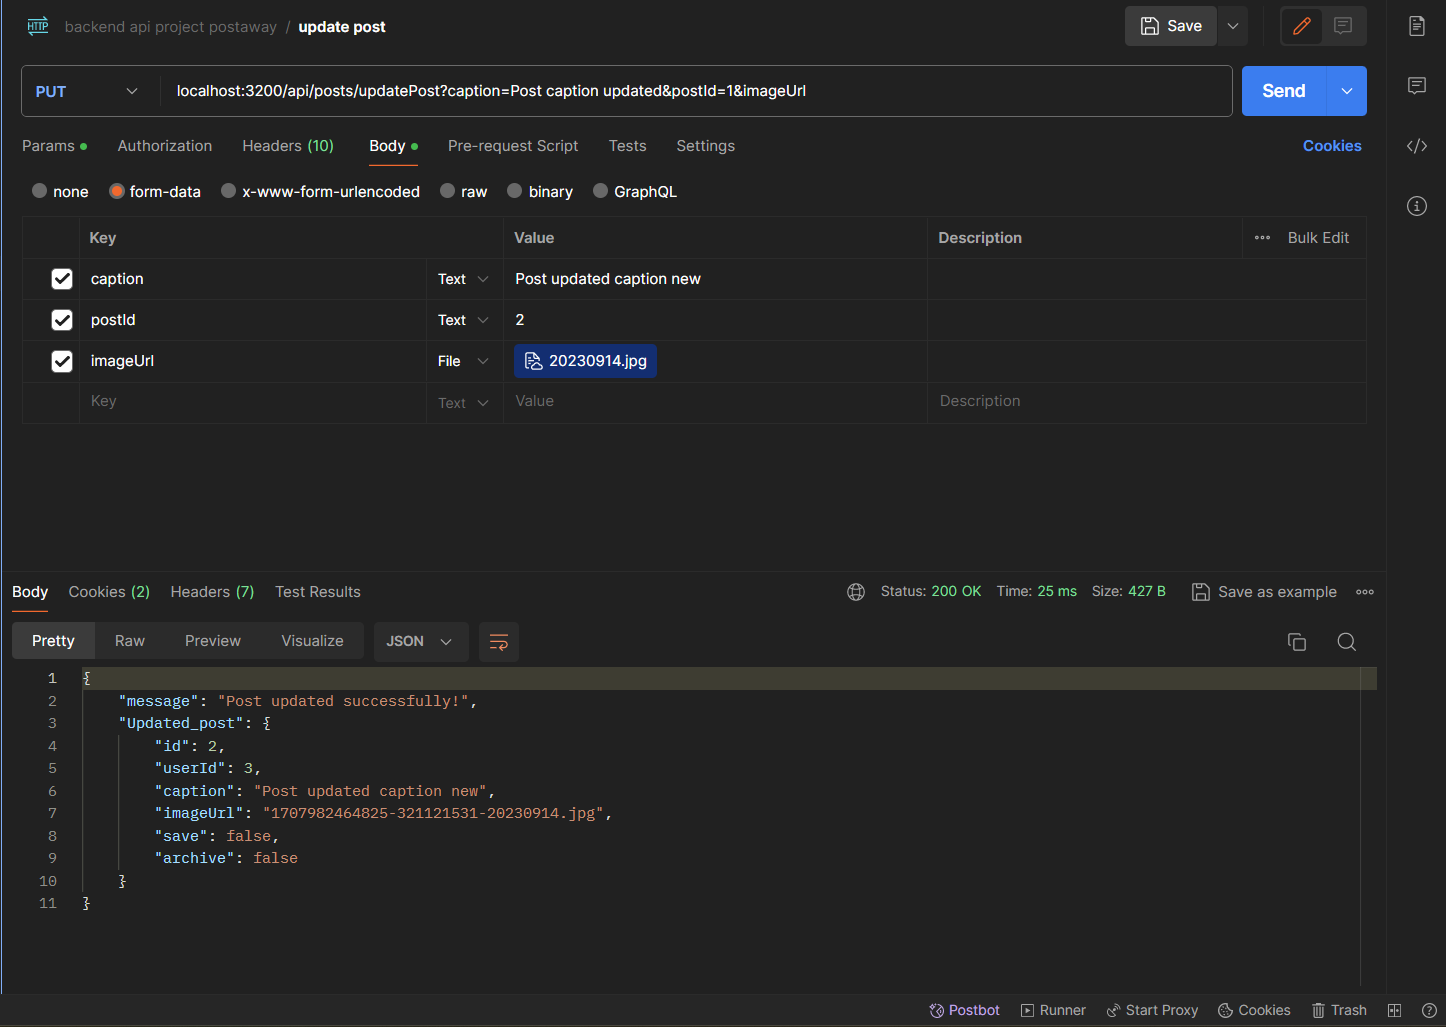 HTTP backend api project postaway / update post Save
PUT localhost:3200/api/posts/updatePost?caption=Post caption updated&postId=1&imageUrl Send
Params Authorization Headers (10) Body Pre-request Script Tests Settings Cookies
none form-data x-www-form-urlencoded raw binary GraphQL
Key Value Description Bulk Edit
caption Text Post updated caption new
postId Text 2
imageUrl File 20230914.jpg
Key Text Value Description
Body Cookies (2) Headers (7) Test Results Status: 200 OK Time: 25 ms Size: 427 B Save as example
Pretty Raw Preview Visualize JSON
1 {
2 "message": "Post updated successfully!",
3 "Updated_post": {
4 "id": 2,
5 "userId": 3,
6 "caption": "Post updated caption new",
7 "imageUrl": "1707982464825-321121531-20230914.jpg",
8 "save": false,
9 "archive": false
10 }
11 }
Postbot Runner Start Proxy Cookies Trash